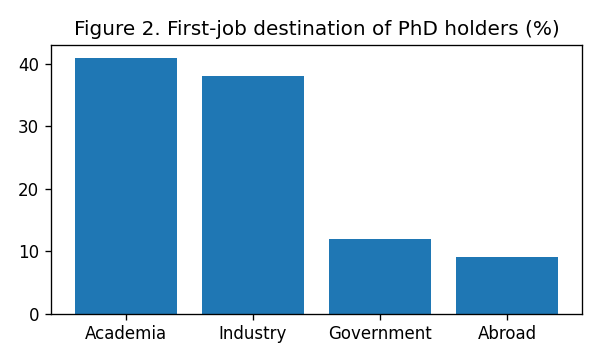 Figure 2. First-job destination of PhD holders (%)
40
30
20
10
0
Academia Industry Government Abroad